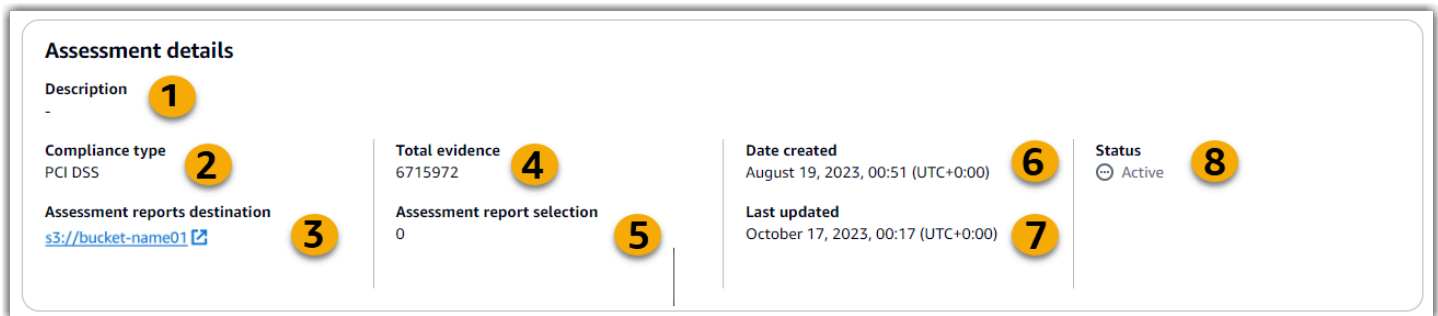 Assessment details
Description
1
-
Compliance type
2
PCI DSS
Assessment reports destination
3
s3://bucket-name01
Total evidence
4
6715972
Assessment report selection
5
0
Date created
6
August 19, 2023, 00:51 (UTC+0:00)
Last updated
7
October 17, 2023, 00:17 (UTC+0:00)
Status
8
Active